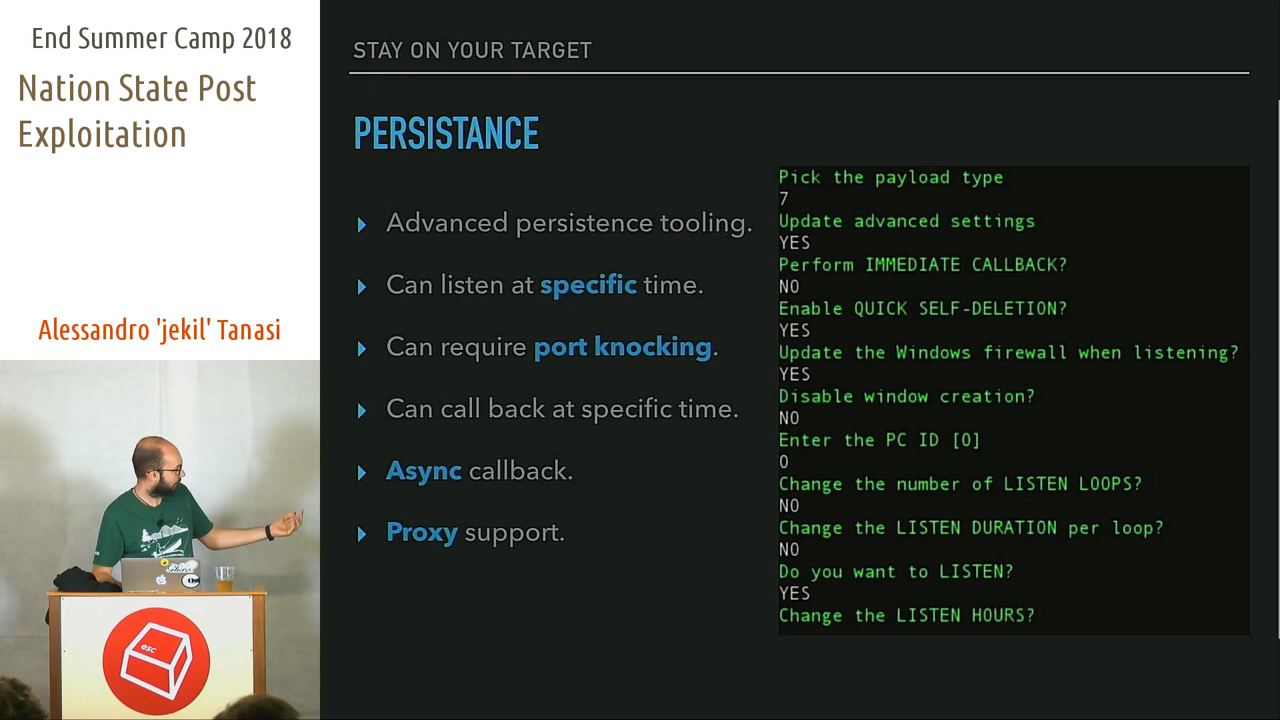 End Summer Camp 2018
Nation State Post
Exploitation
Alessandro 'jekil' Tanasi
STAY ON YOUR TARGET
PERSISTANCE
Advanced persistence tooling.
Can listen at specific time.
Can require port knocking.
Can call back at specific time.
Async callback.
Proxy support.
Pick the payload type
7
Update advanced settings
YES
Perform IMMEDIATE CALLBACK?
NO
Enable QUICK SELF-DELETION?
YES
Update the Windows firewall when listening?
YES
Disable window creation?
NO
Enter the PC ID [0]
0
Change the number of LISTEN LOOPS?
NO
Change the LISTEN DURATION per loop?
NO
Do you want to LISTEN?
YES
Change the LISTEN HOURS?
esc